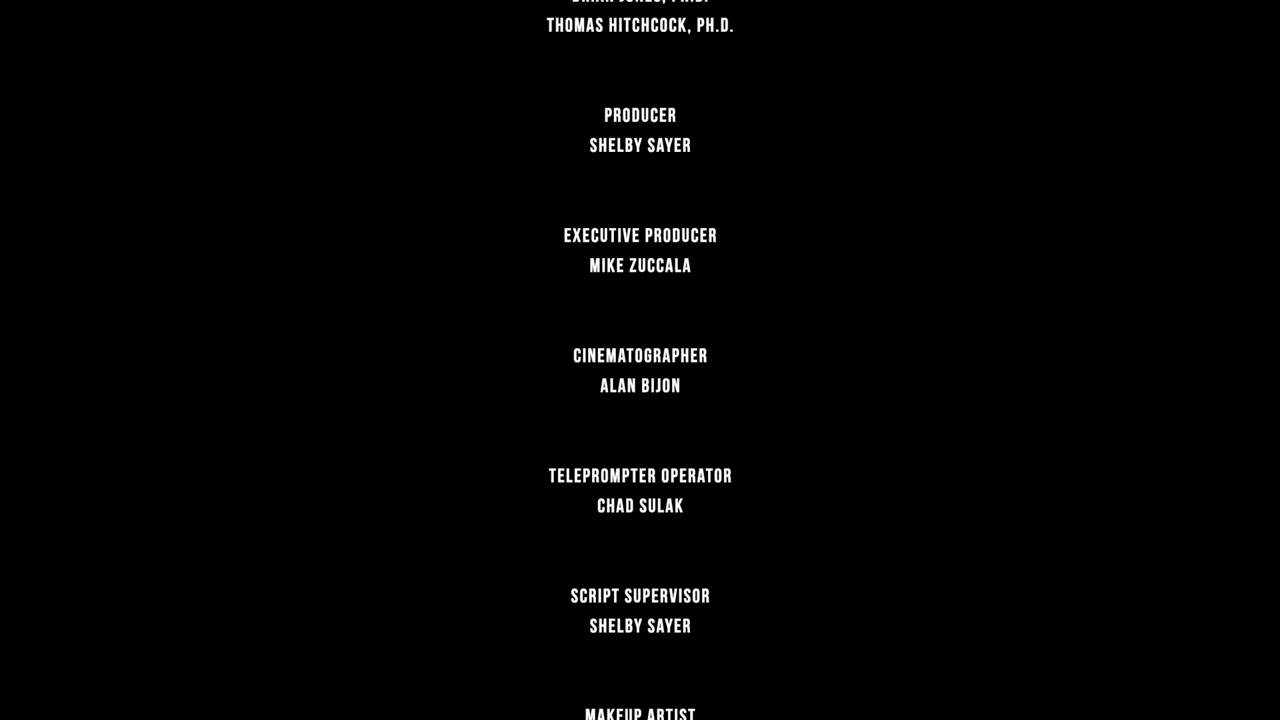 THOMAS HITCHCOCK, PH.D.
PRODUCER
SHELBY SAYER
EXECUTIVE PRODUCER
MIKE ZUCCALA
CINEMATOGRAPHER
ALAN BIJON
TELEPROMPTER OPERATOR
CHAD SULAK
SCRIPT SUPERVISOR
SHELBY SAYER
MAKEUP ARTIST